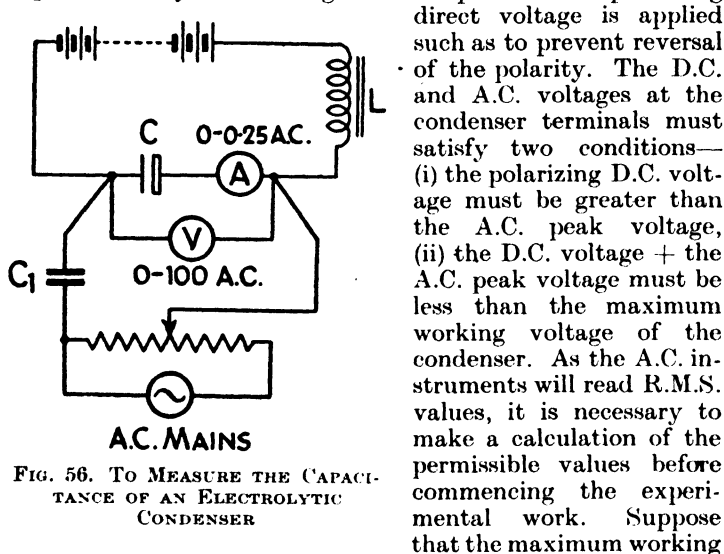 L
C
0-0·25 A.C.
A
V
0-100 A.C.
C1
A.C. MAINS
FIG. 56. TO MEASURE THE CAPACI-
TANCE OF AN ELECTROLYTIC
CONDENSER
direct voltage is applied
such as to prevent reversal
of the polarity. The D.C.
and A.C. voltages at the
condenser terminals must
satisfy two conditions—
(i) the polarizing D.C. volt-
age must be greater than
the A.C. peak voltage,
(ii) the D.C. voltage + the
A.C. peak voltage must be
less than the maximum
working voltage of the
condenser. As the A.C. in-
struments will read R.M.S.
values, it is necessary to
make a calculation of the
permissible values before
commencing the experi-
mental work. Suppose
that the maximum working